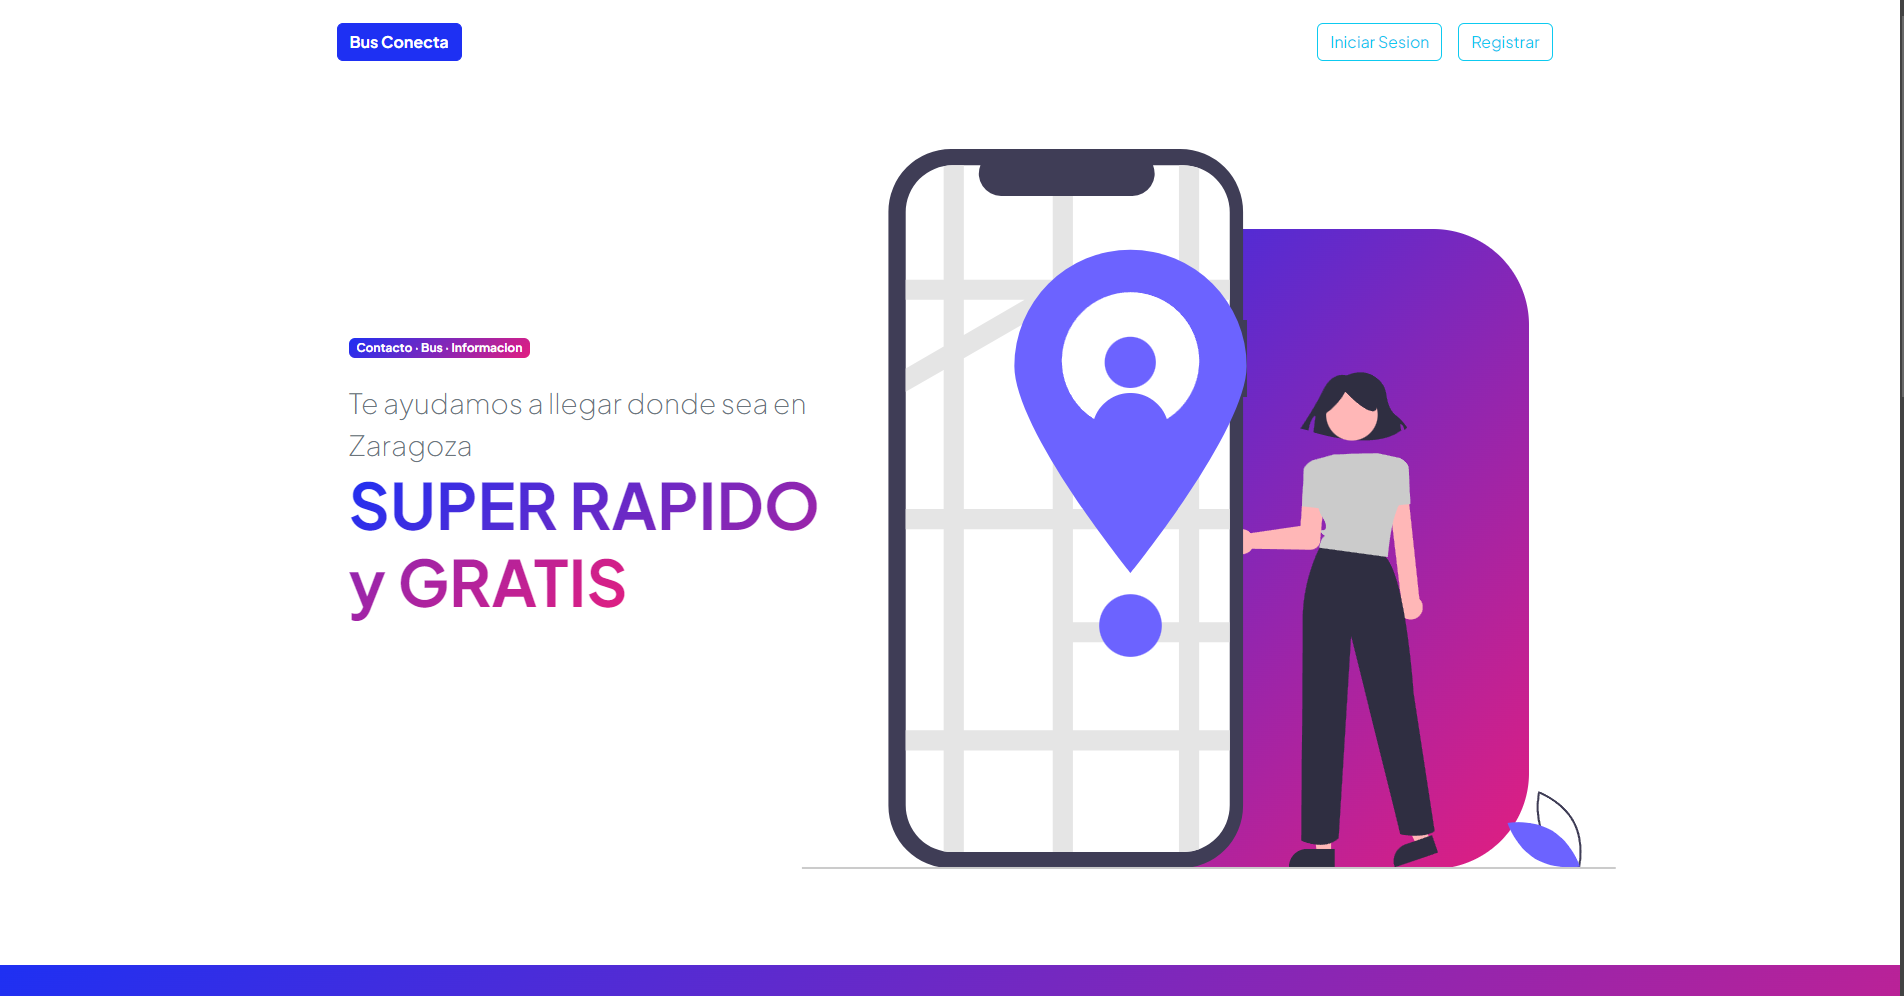 Bus Conecta
Iniciar Sesion
Registrar
Contacto · Bus · Informacion
Te ayudamos a llegar donde sea en
Zaragoza
SUPER RAPIDO
y GRATIS